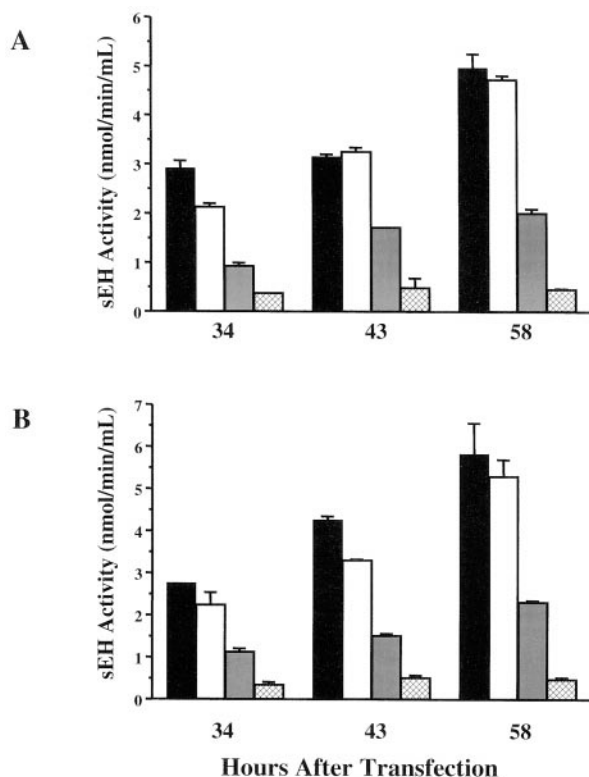 A
sEH Activity (nmol/min/mL)
6
5
4
3
2
1
0
34 43 58
B
sEH Activity (nmol/min/mL)
7
6
5
4
3
2
1
0
34 43 58
Hours After Transfection